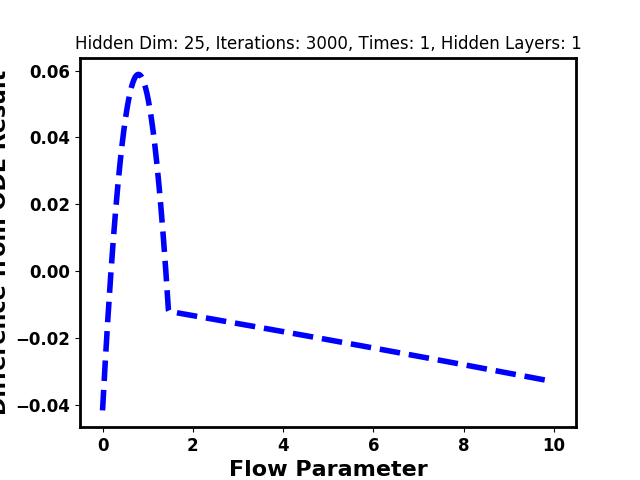 Hidden Dim: 25, Iterations: 3000, Times: 1, Hidden Layers: 1
0.06
0.04
0.02
0.00
−0.02
−0.04
Difference from ODE Result
0 2 4 6 8 10
Flow Parameter